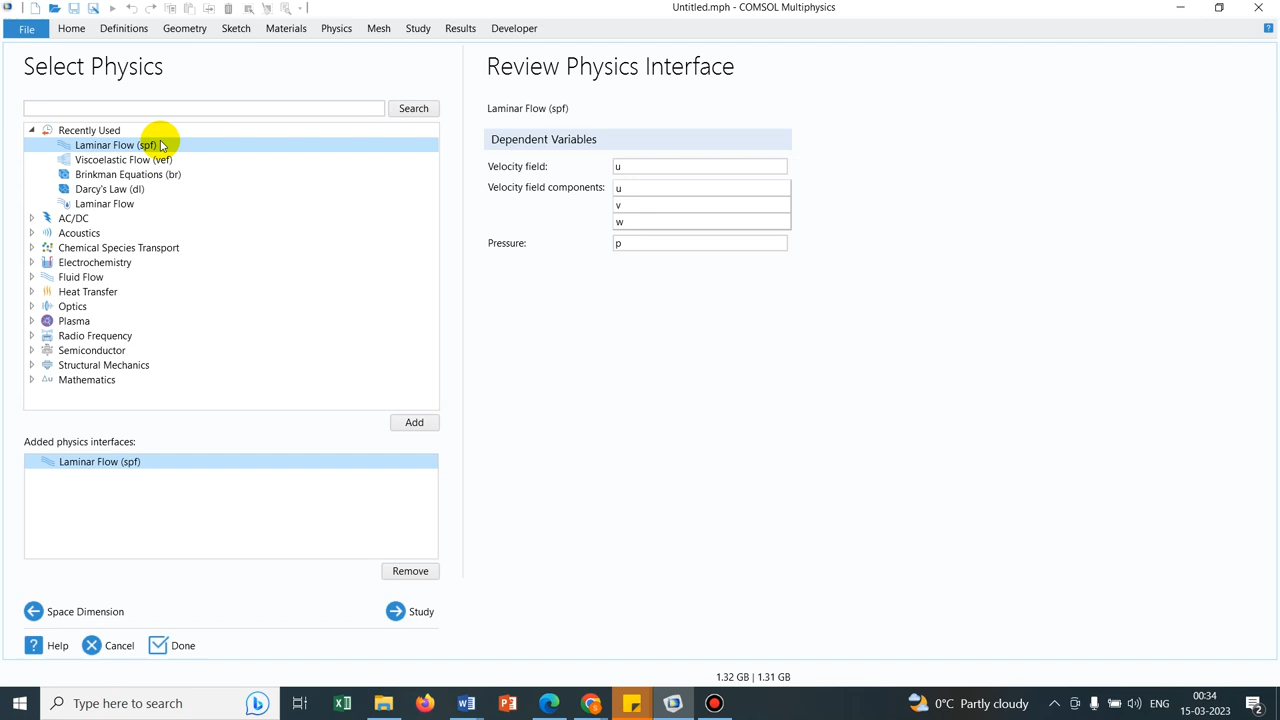 Untitled.mph - COMSOL Multiphysics
File Home Definitions Geometry Sketch Materials Physics Mesh Study Results Developer
Select Physics
Search
Recently Used
Laminar Flow (spf)
Viscoelastic Flow (vef)
Brinkman Equations (br)
Darcy's Law (dl)
Laminar Flow
AC/DC
Acoustics
Chemical Species Transport
Electrochemistry
Fluid Flow
Heat Transfer
Optics
Plasma
Radio Frequency
Semiconductor
Structural Mechanics
Mathematics
Add
Added physics interfaces:
Laminar Flow (spf)
Remove
Space Dimension
Study
Help Cancel Done
Review Physics Interface
Laminar Flow (spf)
Dependent Variables
Velocity field: u
Velocity field components: u
v
w
Pressure: p
1.32 GB | 1.31 GB
Type here to search
0°C Partly cloudy
ENG
00:34
15-03-2023
2